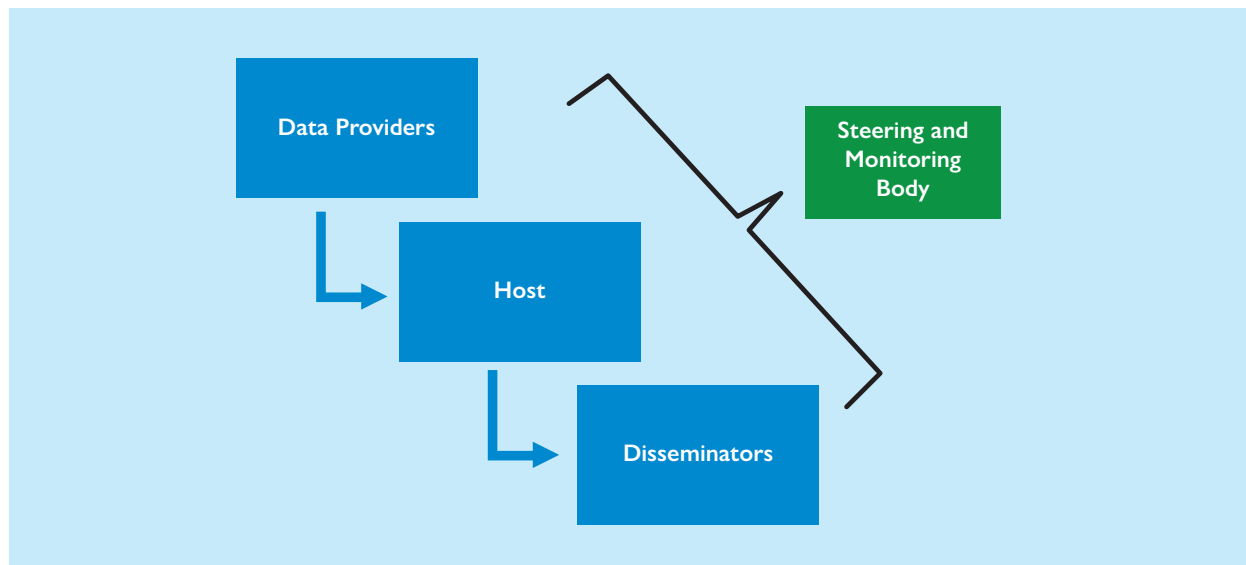 Data Providers
Steering and
Monitoring
Body
Host
Disseminators